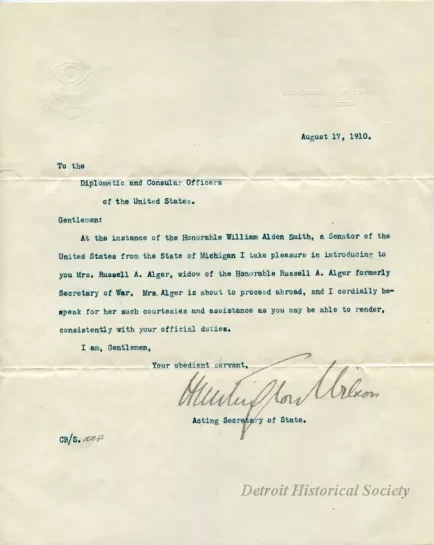 August 17, 1910.
To the
Diplomatic and Consular Officers
of the United States.
Gentlemen:
At the instance of the Honorable William Alden Smith, a Senator of the
United States from the State of Michigan I take pleasure in introducing to
you Mrs. Russell A. Alger, widow of the Honorable Russell A. Alger formerly
Secretary of War. Mrs. Alger is about to proceed abroad, and I cordially be-
speak for her such courtesies and assistance as you may be able to render,
consistently with your official duties.
I am, Gentlemen,
Your obedient servant,
Huntington Wilson
Acting Secretary of State.
CB/S.
Detroit Historical Society